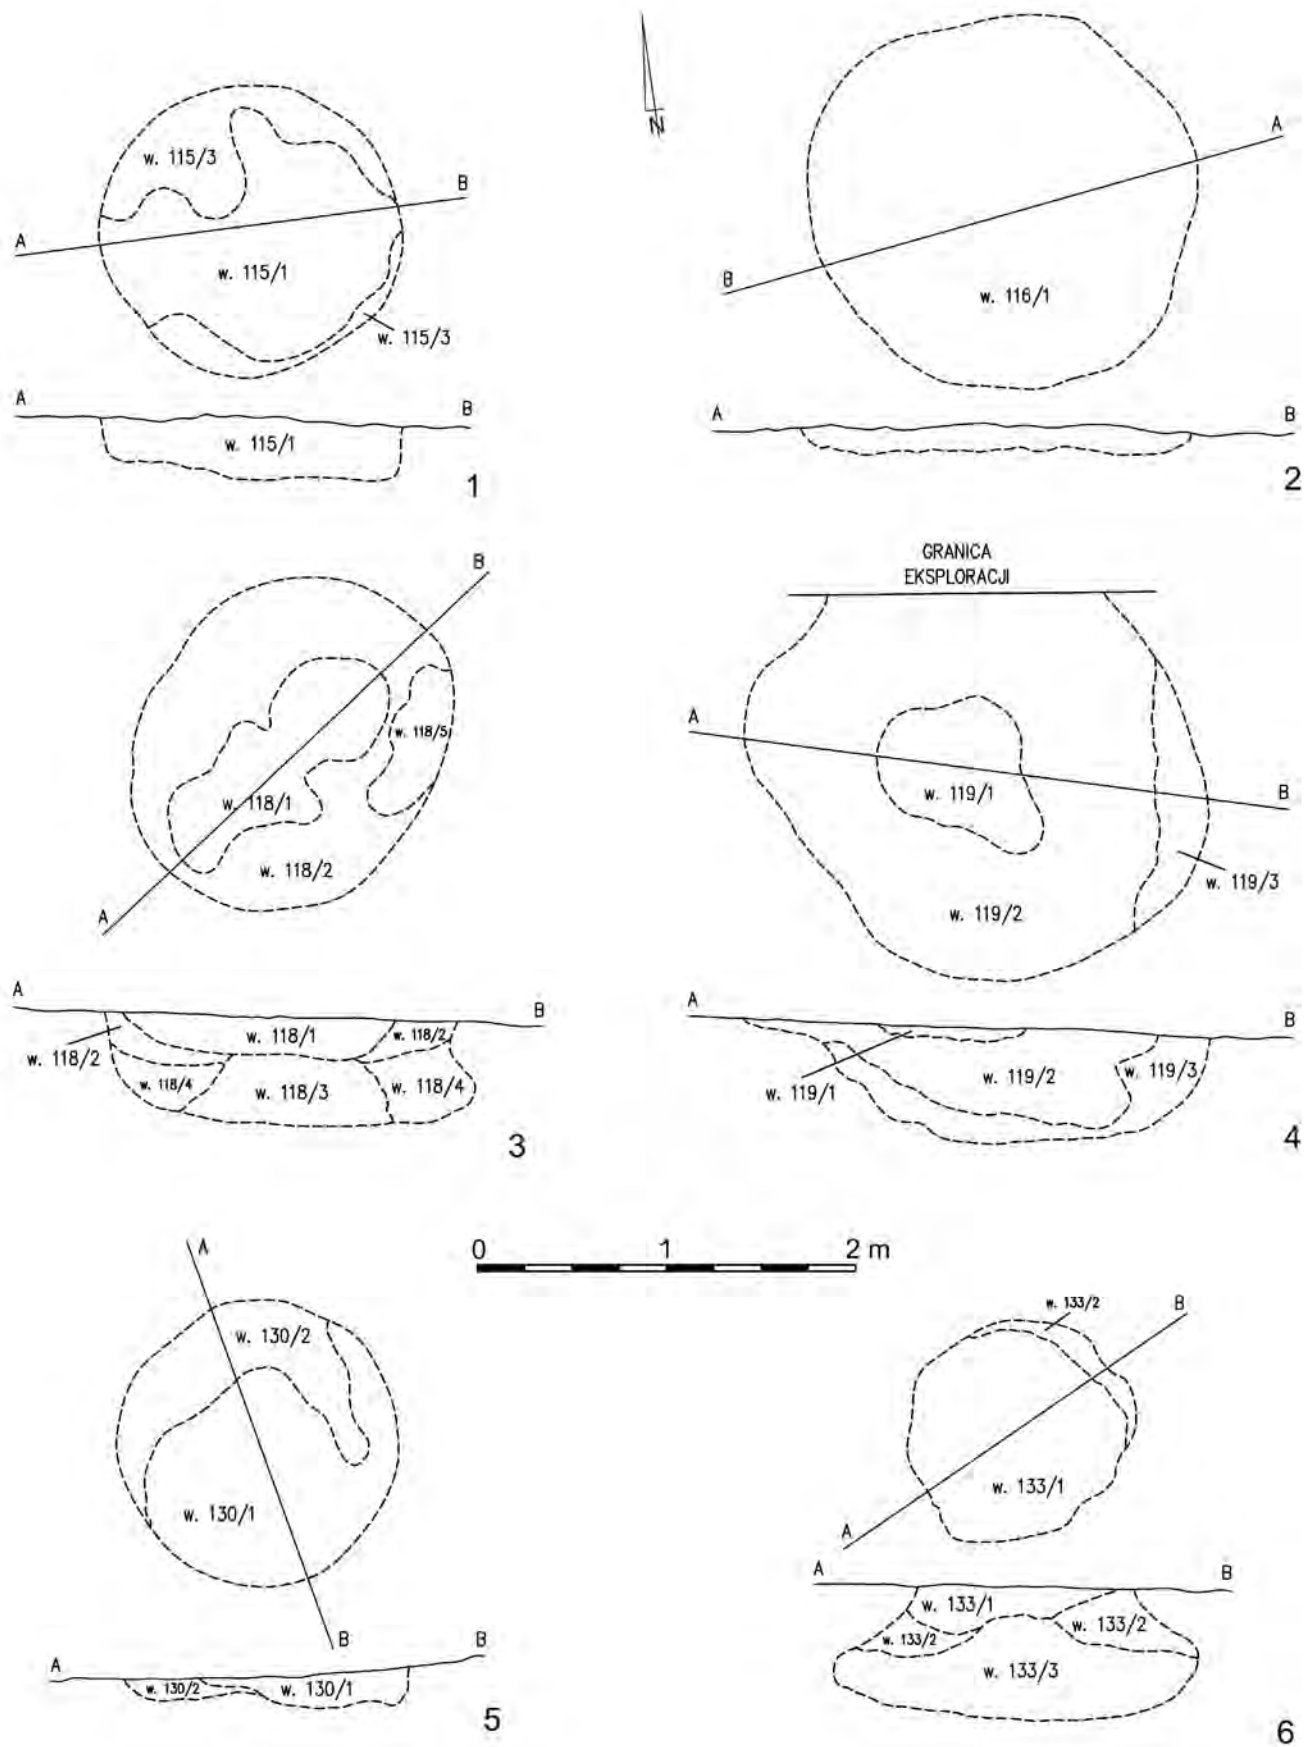 w. 115/3
A
B
w. 115/1
w. 115/3
A
B
w. 115/1
1
N
A
B
w. 116/1
A
B
2
B
w. 118/5
w. 118/1
w. 118/2
A
A
B
w. 118/1
w. 118/2
w. 118/2
w. 118/4
w. 118/3
w. 118/4
3
GRANICA
EKSPLORACJI
A
B
w. 119/1
w. 119/3
w. 119/2
A
B
w. 119/2
w. 119/3
w. 119/1
4
0 1 2 m
A
w. 130/2
w. 130/1
B
A
B
w. 130/2
w. 130/1
5
w. 133/2
B
w. 133/1
A
A
B
w. 133/1
w. 133/2
w. 133/2
w. 133/3
6